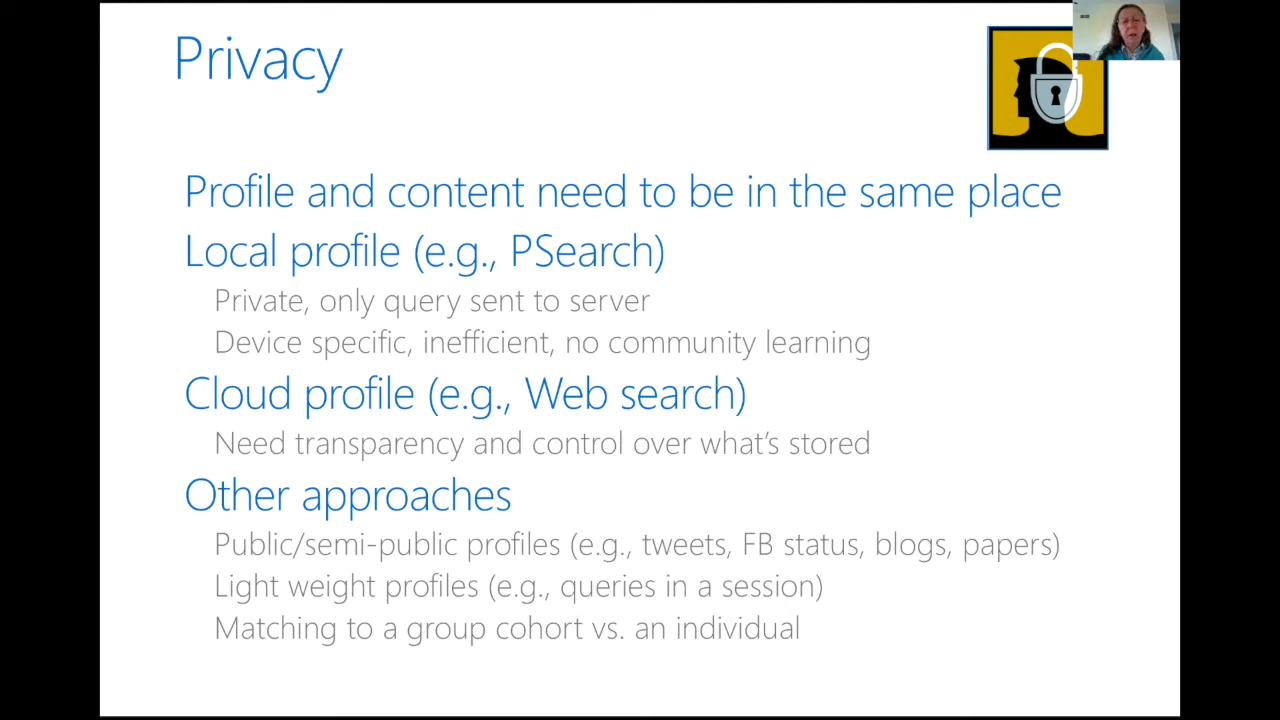 Privacy
Profile and content need to be in the same place
Local profile (e.g., PSearch)
Private, only query sent to server
Device specific, inefficient, no community learning
Cloud profile (e.g., Web search)
Need transparency and control over what's stored
Other approaches
Public/semi-public profiles (e.g., tweets, FB status, blogs, papers)
Light weight profiles (e.g., queries in a session)
Matching to a group cohort vs. an individual